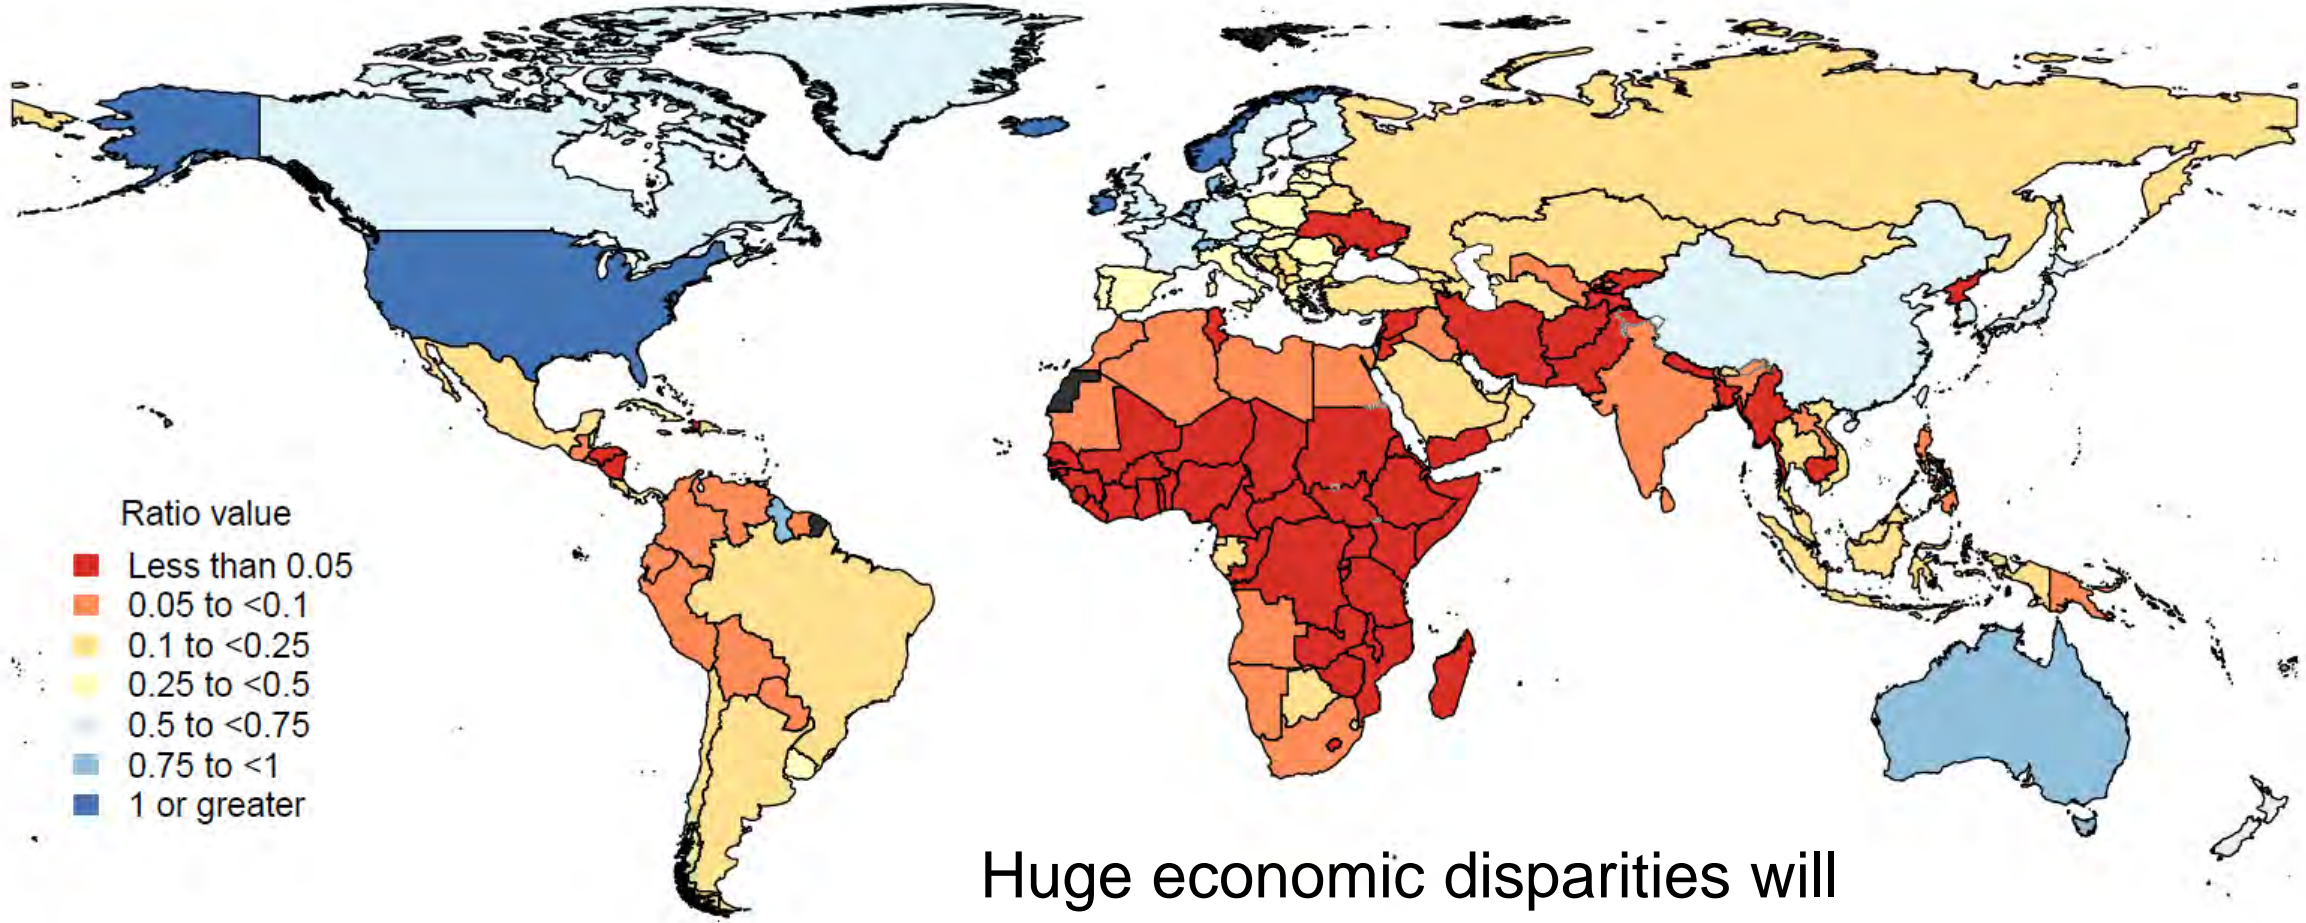 Ratio value
Less than 0.05
0.05 to <0.1
0.1 to <0.25
0.25 to <0.5
0.5 to <0.75
0.75 to <1
1 or greater
Huge economic disparities will